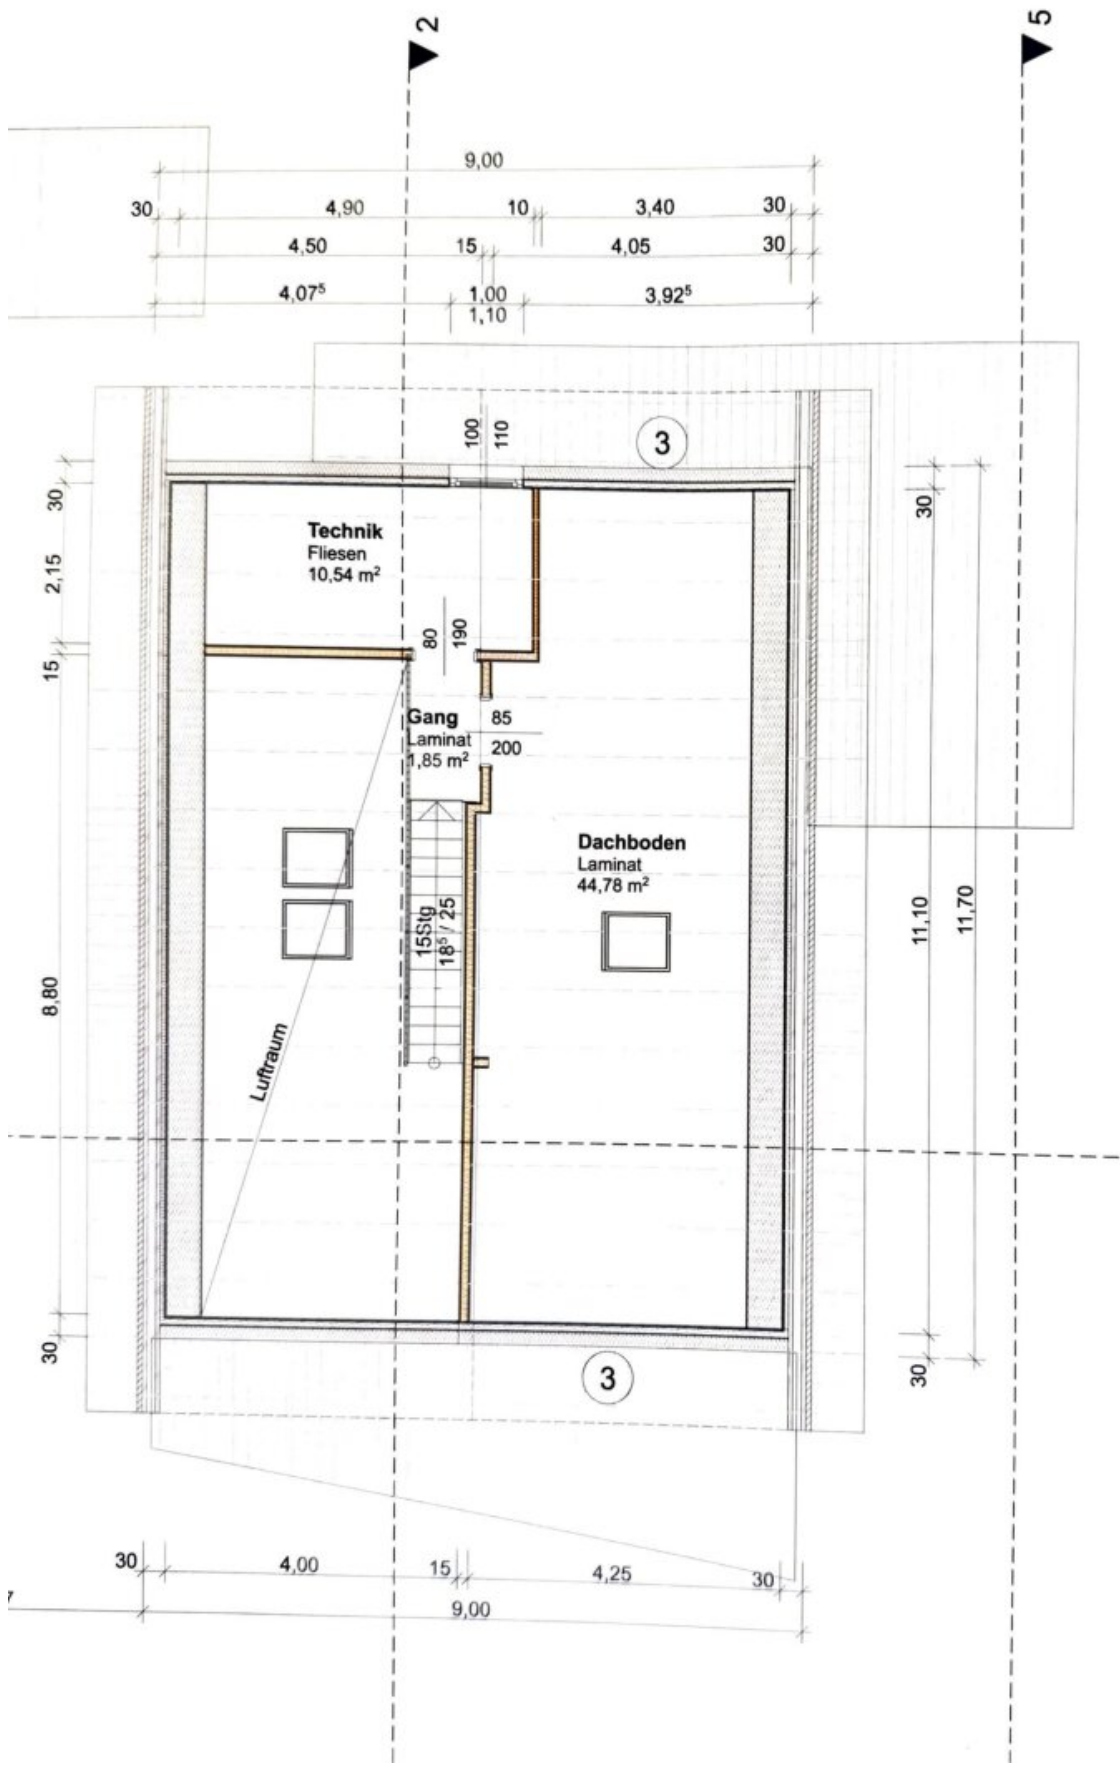 2
5
9,00
30 4,90 10 3,40 30
4,50 15 4,05 30
4,07⁵ 1,00 3,92⁵
1,10
100
110
3
30
2,15
15
8,80
30
Technik
Fliesen
10,54 m²
80
190
Gang
Laminat
1,85 m²
85
200
Dachboden
Laminat
44,78 m²
15Stg
18⁵ / 25
Luftraum
30
11,10
11,70
30
3
30 4,00 15 4,25 30
9,00